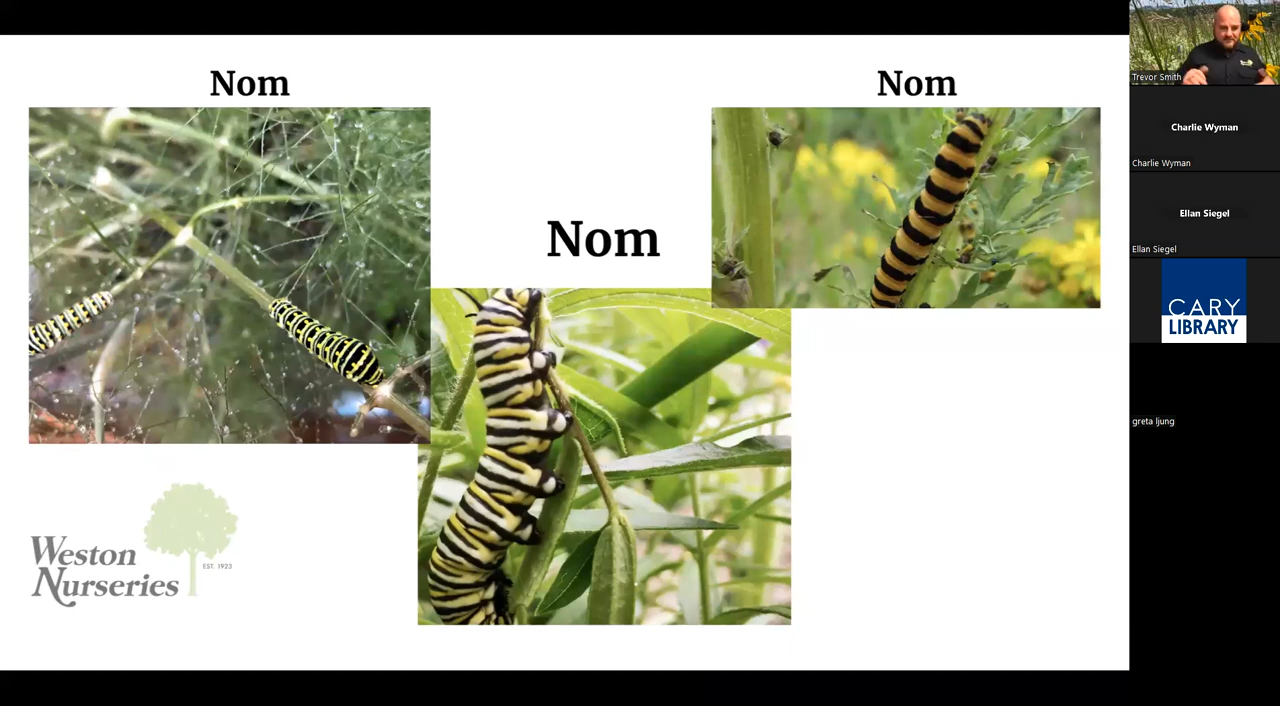 Nom
Nom
Nom
Weston
Nurseries
EST. 1923
Trevor Smith
Charlie Wyman
Charlie Wyman
Ellan Siegel
Ellan Siegel
CARY
LIBRARY
greta ljung